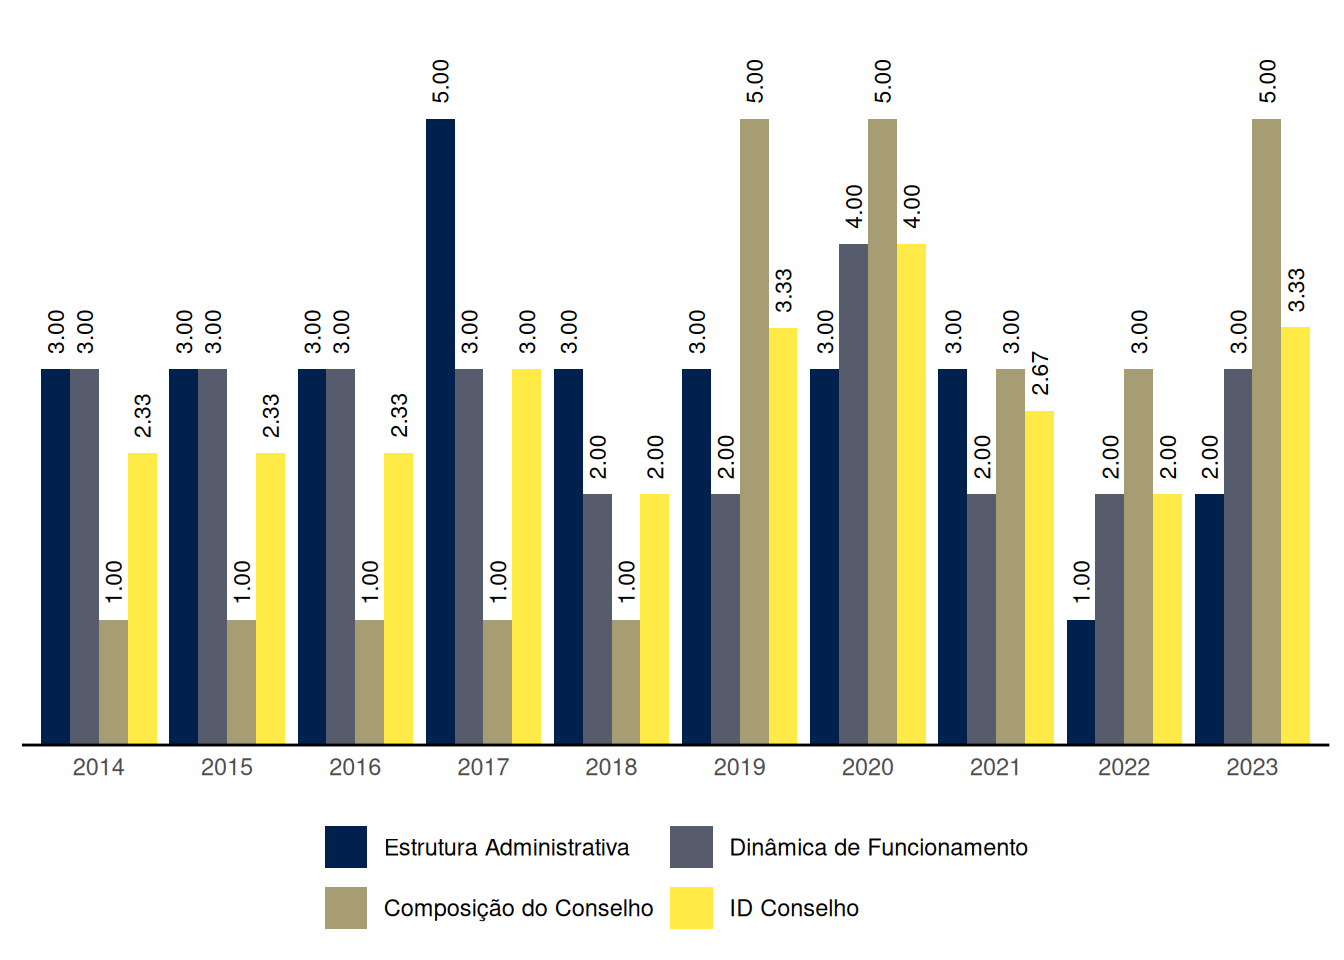 5.00 5.00 5.00 5.00
4.00 4.00
3.33 3.33
3.00 3.00 3.00 3.00 3.00 3.00 3.00 3.00 3.00 3.00 3.00 3.00 3.00 3.00 3.00
2.67
2.33 2.33 2.33
2.00 2.00 2.00 2.00 2.00 2.00 2.00
1.00 1.00 1.00 1.00 1.00 1.00
2014 2015 2016 2017 2018 2019 2020 2021 2022 2023
Estrutura Administrativa Dinâmica de Funcionamento
Composição do Conselho ID Conselho